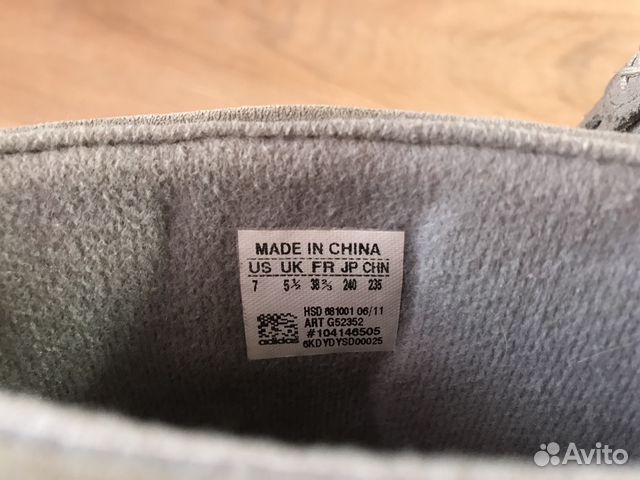 MADE IN CHINA
US UK FR JP CHN
7 5½ 38⅔ 240 235
HSD 681001 06/11
ART G52352
adidas #104146505
6KDYDYSD00025
Avito